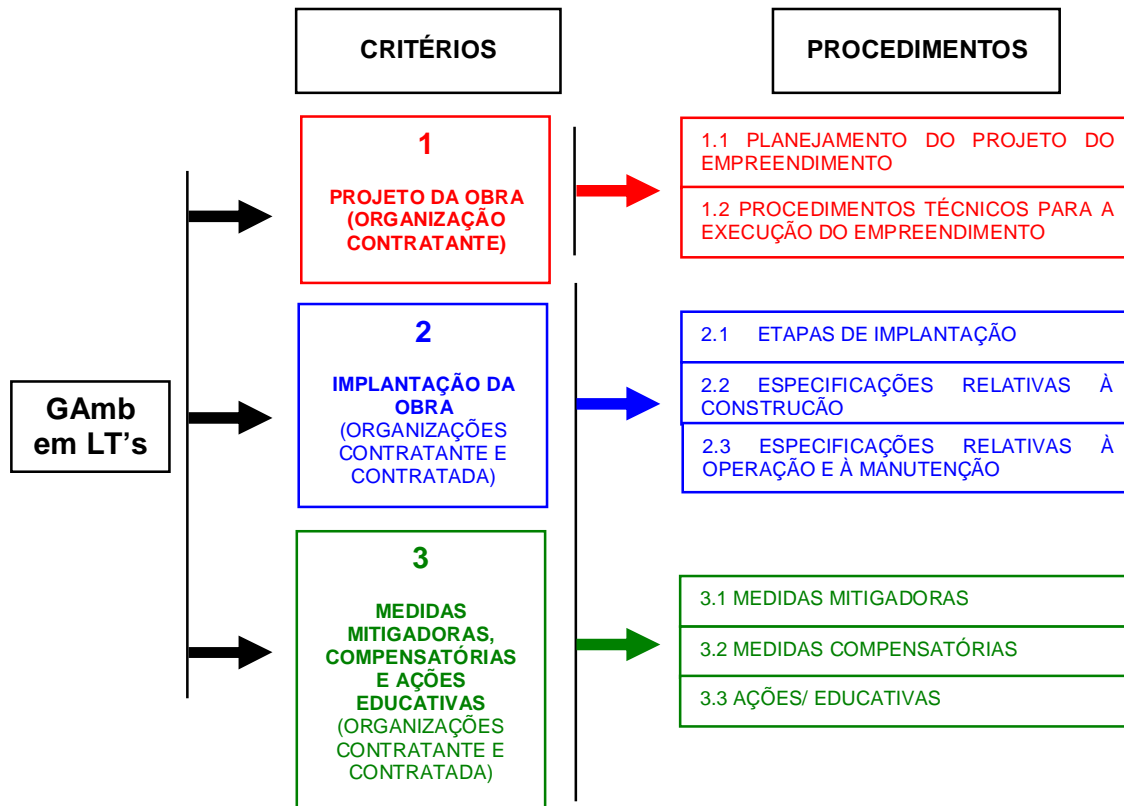 CRITÉRIOS
PROCEDIMENTOS
GAmb
em LT’s
1
PROJETO DA OBRA
(ORGANIZAÇÃO
CONTRATANTE)
1.1 PLANEJAMENTO DO PROJETO DO
EMPREENDIMENTO
1.2 PROCEDIMENTOS TÉCNICOS PARA A
EXECUÇÃO DO EMPREENDIMENTO
2
IMPLANTAÇÃO DA
OBRA
(ORGANIZAÇÕES
CONTRATANTE E
CONTRATADA)
2.1 ETAPAS DE IMPLANTAÇÃO
2.2 ESPECIFICAÇÕES RELATIVAS À
CONSTRUCÃO
2.3 ESPECIFICAÇÕES RELATIVAS À
OPERAÇÃO E À MANUTENÇÃO
3
MEDIDAS
MITIGADORAS,
COMPENSATÓRIAS
E AÇÕES
EDUCATIVAS
(ORGANIZAÇÕES
CONTRATANTE E
CONTRATADA)
3.1 MEDIDAS MITIGADORAS
3.2 MEDIDAS COMPENSATÓRIAS
3.3 AÇÕES/ EDUCATIVAS